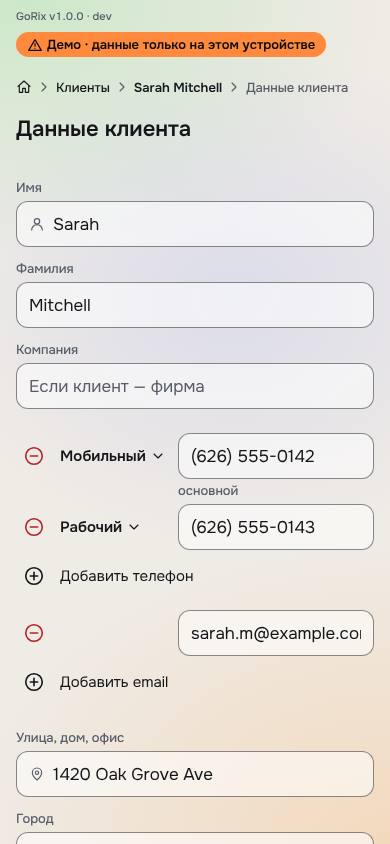 GoRix v1.0.0 · dev
Демо · данные только на этом устройстве
Клиенты > Sarah Mitchell > Данные клиента
Данные клиента
Имя
Sarah
Фамилия
Mitchell
Компания
Если клиент — фирма
Мобильный (626) 555-0142
основной
Рабочий (626) 555-0143
Добавить телефон
sarah.m@example.co
Добавить email
Улица, дом, офис
1420 Oak Grove Ave
Город